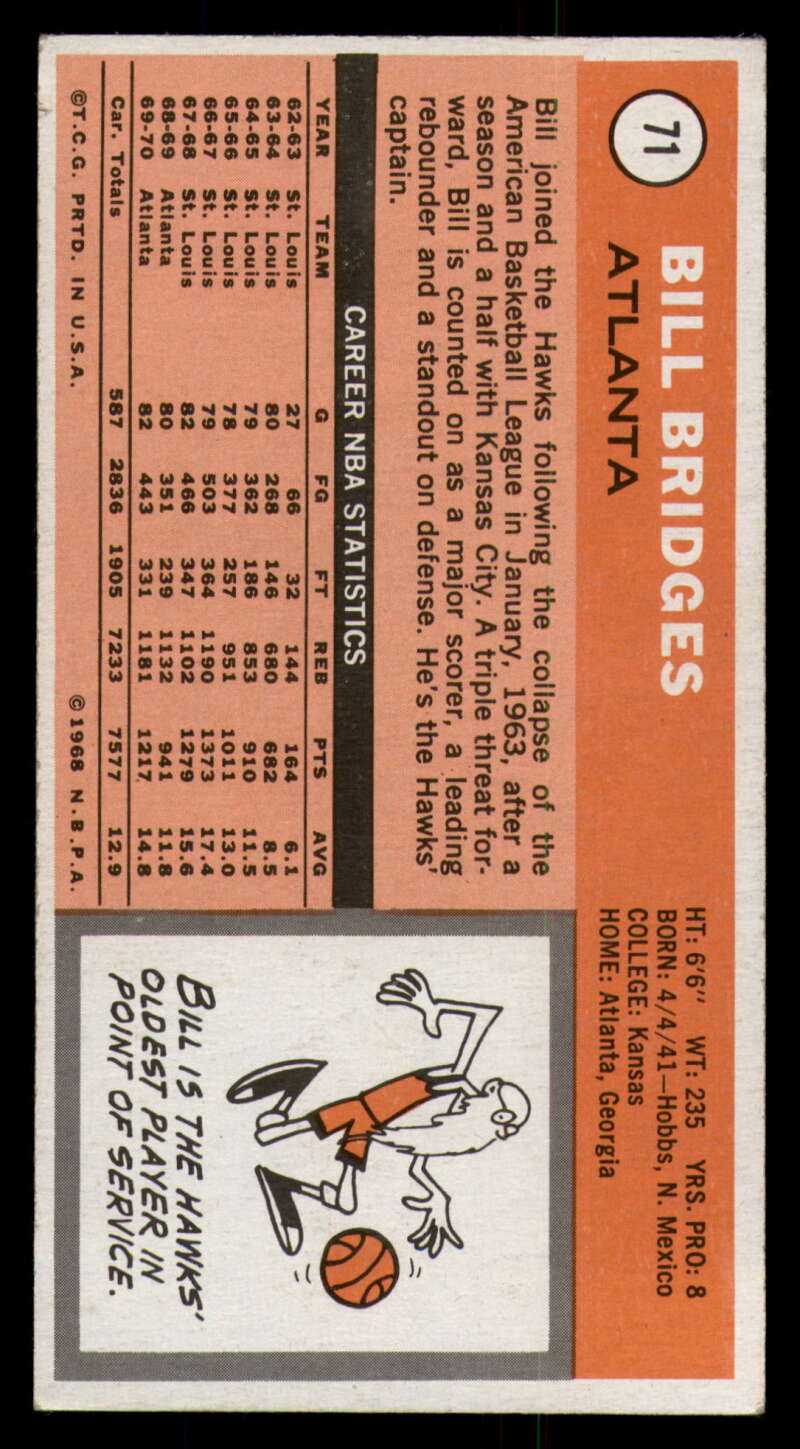 71
BILL BRIDGES
ATLANTA
HT: 6'6" WT: 235 YRS. PRO: 8
BORN: 4/4/41—Hobbs, N. Mexico
COLLEGE: Kansas
HOME: Atlanta, Georgia
Bill joined the Hawks following the collapse of the
American Basketball League in January, 1963, after a
season and a half with Kansas City. A triple threat for-
ward, Bill is counted on as a major scorer, a leading
rebounder and a standout on defense. He's the Hawks'
captain.
CAREER NBA STATISTICS
YEAR TEAM G FG FT REB PTS AVG
62-63 St. Louis 27 66 32 144 164 6.1
63-64 St. Louis 80 268 146 680 682 8.5
64-65 St. Louis 79 362 186 853 910 11.5
65-66 St. Louis 78 377 257 951 1011 13.0
66-67 St. Louis 79 503 364 1190 1373 17.4
67-68 St. Louis 82 466 347 1102 1279 15.6
68-69 Atlanta 80 351 239 1132 941 11.8
69-70 Atlanta 82 443 331 1181 1217 14.8
Car. Totals 587 2836 1905 7233 7577 12.9
©T.C.G. PRTD. IN U.S.A. ©1968 N.B.P.A.
BILL IS THE HAWKS'
OLDEST PLAYER IN
POINT OF SERVICE.